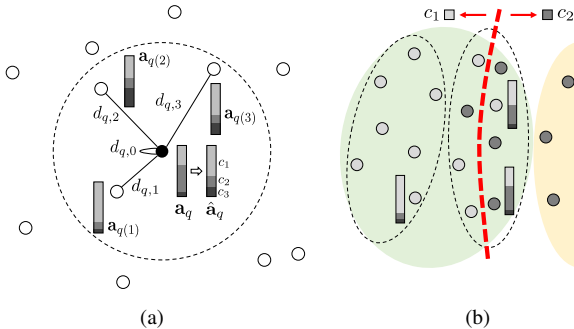 c₁ c₂
a_q(2)
d_q,2 d_q,3 a_q(3)
d_q,0
c₁
c₂
c₃
d_q,1
a_q â_q
a_q(1)
(a) (b)